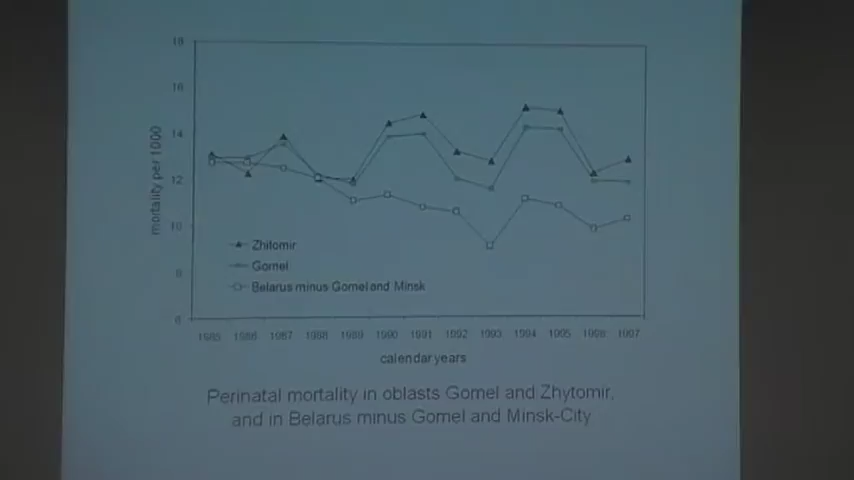 18
16
14
12
10
8
6
mortality per 1000
Zhitomir
Gomel
Belarus minus Gomel and Minsk
1985 1986 1987 1988 1989 1990 1991 1992 1993 1994 1995 1996 1997
calendar years
Perinatal mortality in oblasts Gomel and Zhytomir,
and in Belarus minus Gomel and Minsk-City